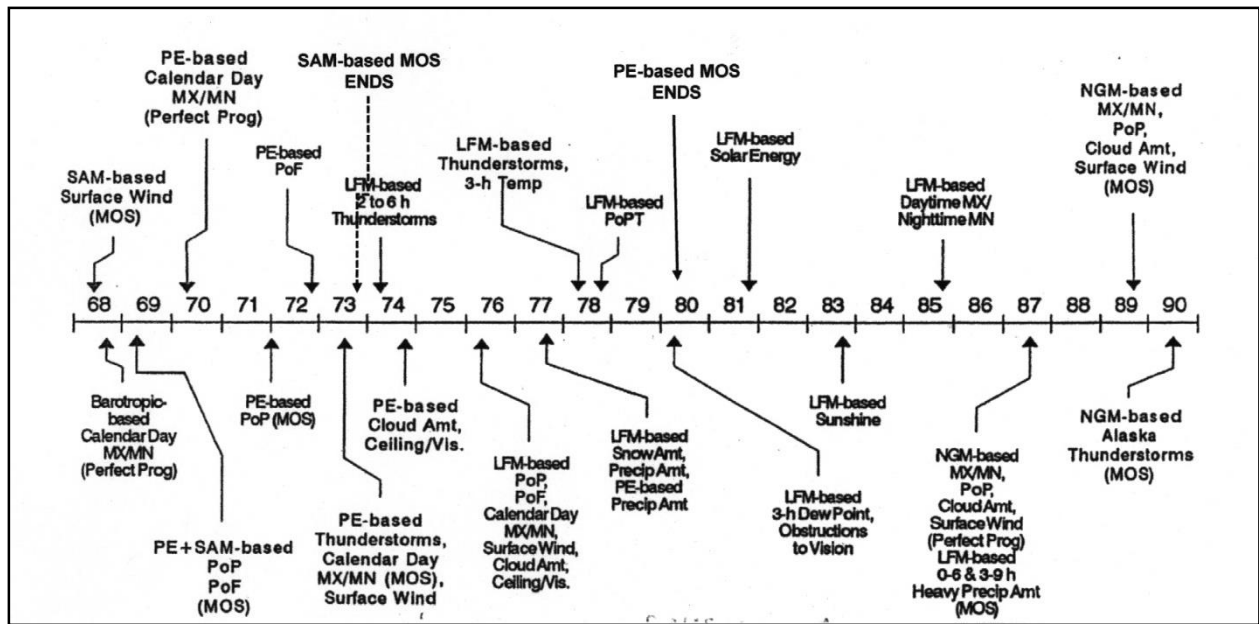 PE-based
Calendar Day
MX/MN
(Perfect Prog)
SAM-based MOS
ENDS
PE-based MOS
ENDS
NGM-based
MX/MN,
PoP,
Cloud Amt,
Surface Wind
(MOS)
SAM-based
Surface Wind
(MOS)
PE-based
PoF
LFM-based
2 to 6 h
Thunderstorms
LFM-based
Thunderstorms,
3-h Temp
LFM-based
PoPT
LFM-based
Solar Energy
LFM-based
Daytime MX/
Nighttime MN
68 69 70 71 72 73 74 75 76 77 78 79 80 81 82 83 84 85 86 87 88 89 90
Barotropic-
based
Calendar Day
MX/MN
(Perfect Prog)
PE+SAM-based
PoP
PoF
(MOS)
PE-based
PoP (MOS)
PE-based
Thunderstorms,
Calendar Day
MX/MN (MOS),
Surface Wind
PE-based
Cloud Amt,
Ceiling/Vis.
LFM-based
PoP,
PoF,
Calendar Day
MX/MN,
Surface Wind,
Cloud Amt,
Ceiling/Vis.
LFM-based
Snow Amt,
Precip Amt,
PE-based
Precip Amt
LFM-based
3-h Dew Point,
Obstructions
to Vision
LFM-based
Sunshine
NGM-based
MX/MN,
PoP,
Cloud Amt,
Surface Wind
(Perfect Prog)
LFM-based
0-6 & 3-9 h
Heavy Precip Amt
(MOS)
NGM-based
Alaska
Thunderstorms
(MOS)